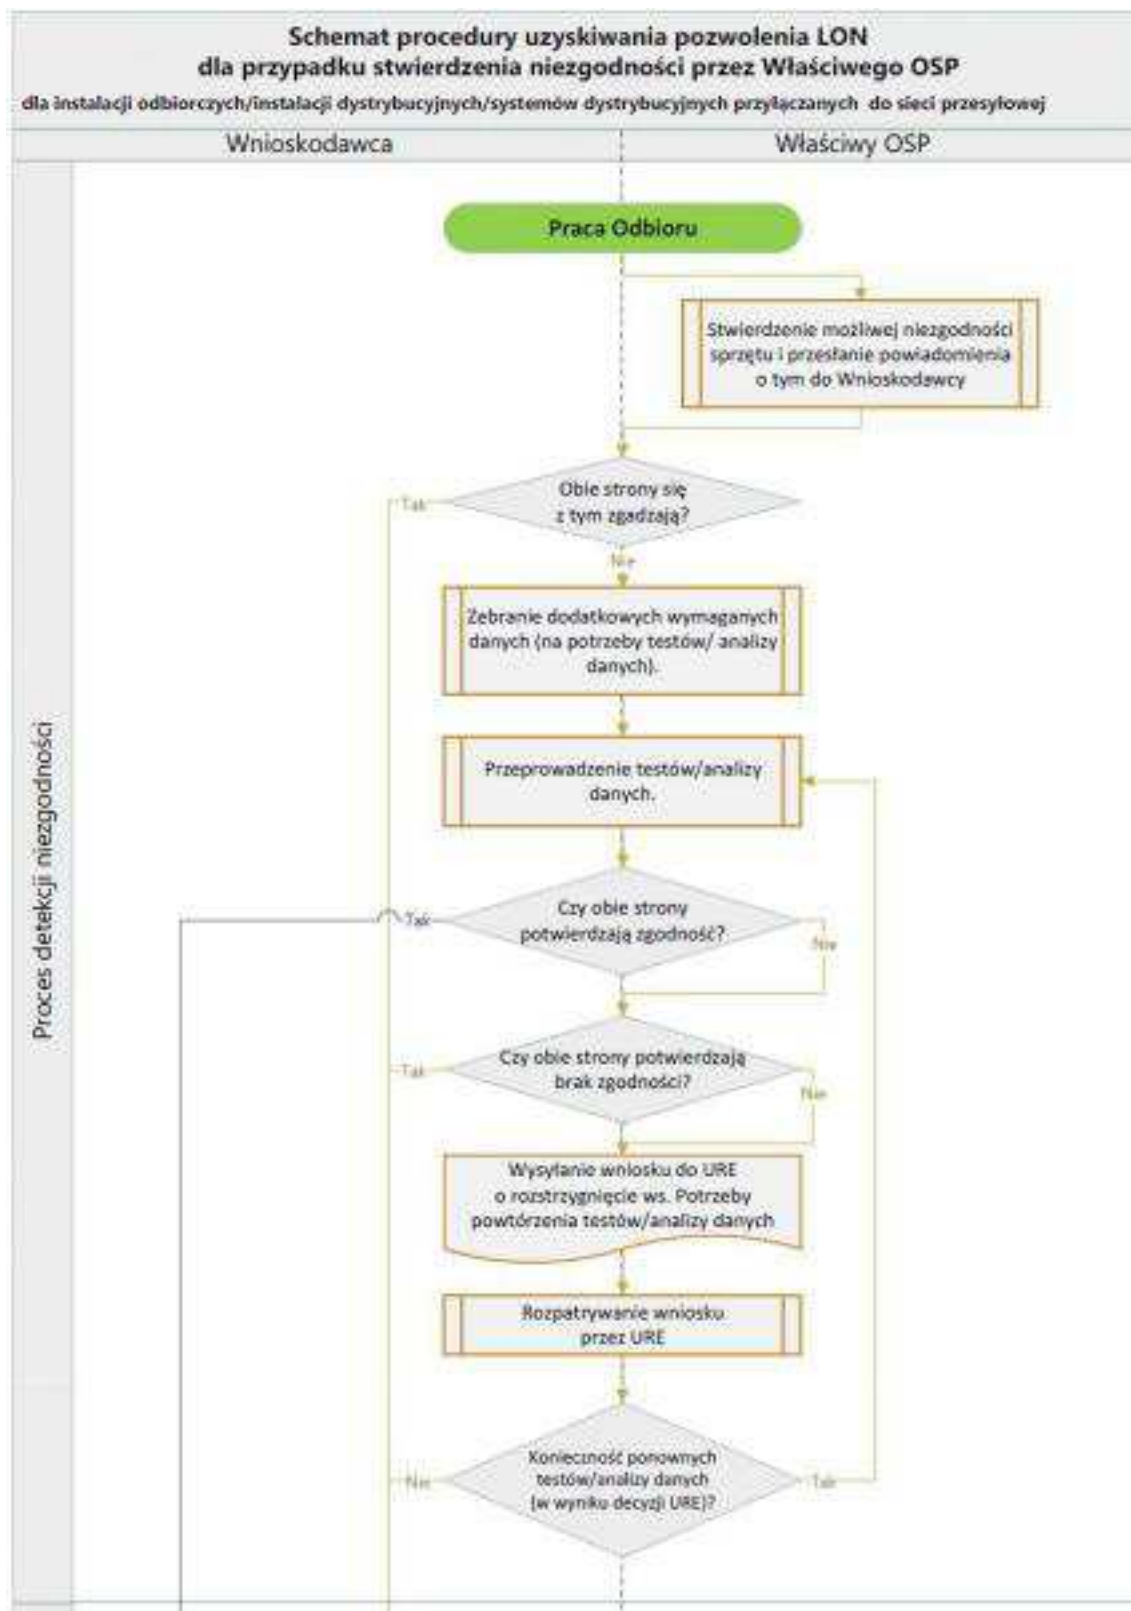 Schemat procedury uzyskiwania pozwolenia LON
dla przypadku stwierdzenia niezgodności przez Właściwego OSP
dla instalacji odbiorczych/instalacji dystrybucyjnych/systemów dystrybucyjnych przyłączanych do sieci przesyłowej
Wnioskodawca
Właściwy OSP
Proces detekcji niezgodności
Praca Odbioru
Stwierdzenie możliwej niezgodności
sprzętu i przesłanie powiadomienia
o tym do Wnioskodawcy
Obie strony się
z tym zgadzają?
Tak
Nie
Zebranie dodatkowych wymaganych
danych (na potrzeby testów/ analizy
danych).
Przeprowadzenie testów/analizy
danych.
Czy obie strony
potwierdzają zgodność?
Tak
Nie
Czy obie strony potwierdzają
brak zgodności?
Tak
Nie
Wysyłanie wniosku do URE
o rozstrzygnięcie ws. Potrzeby
powtórzenia testów/analizy danych
Rozpatrywanie wniosku
przez URE
Konieczność ponownych
testów/analizy danych
(w wyniku decyzji URE)?
Nie
Tak